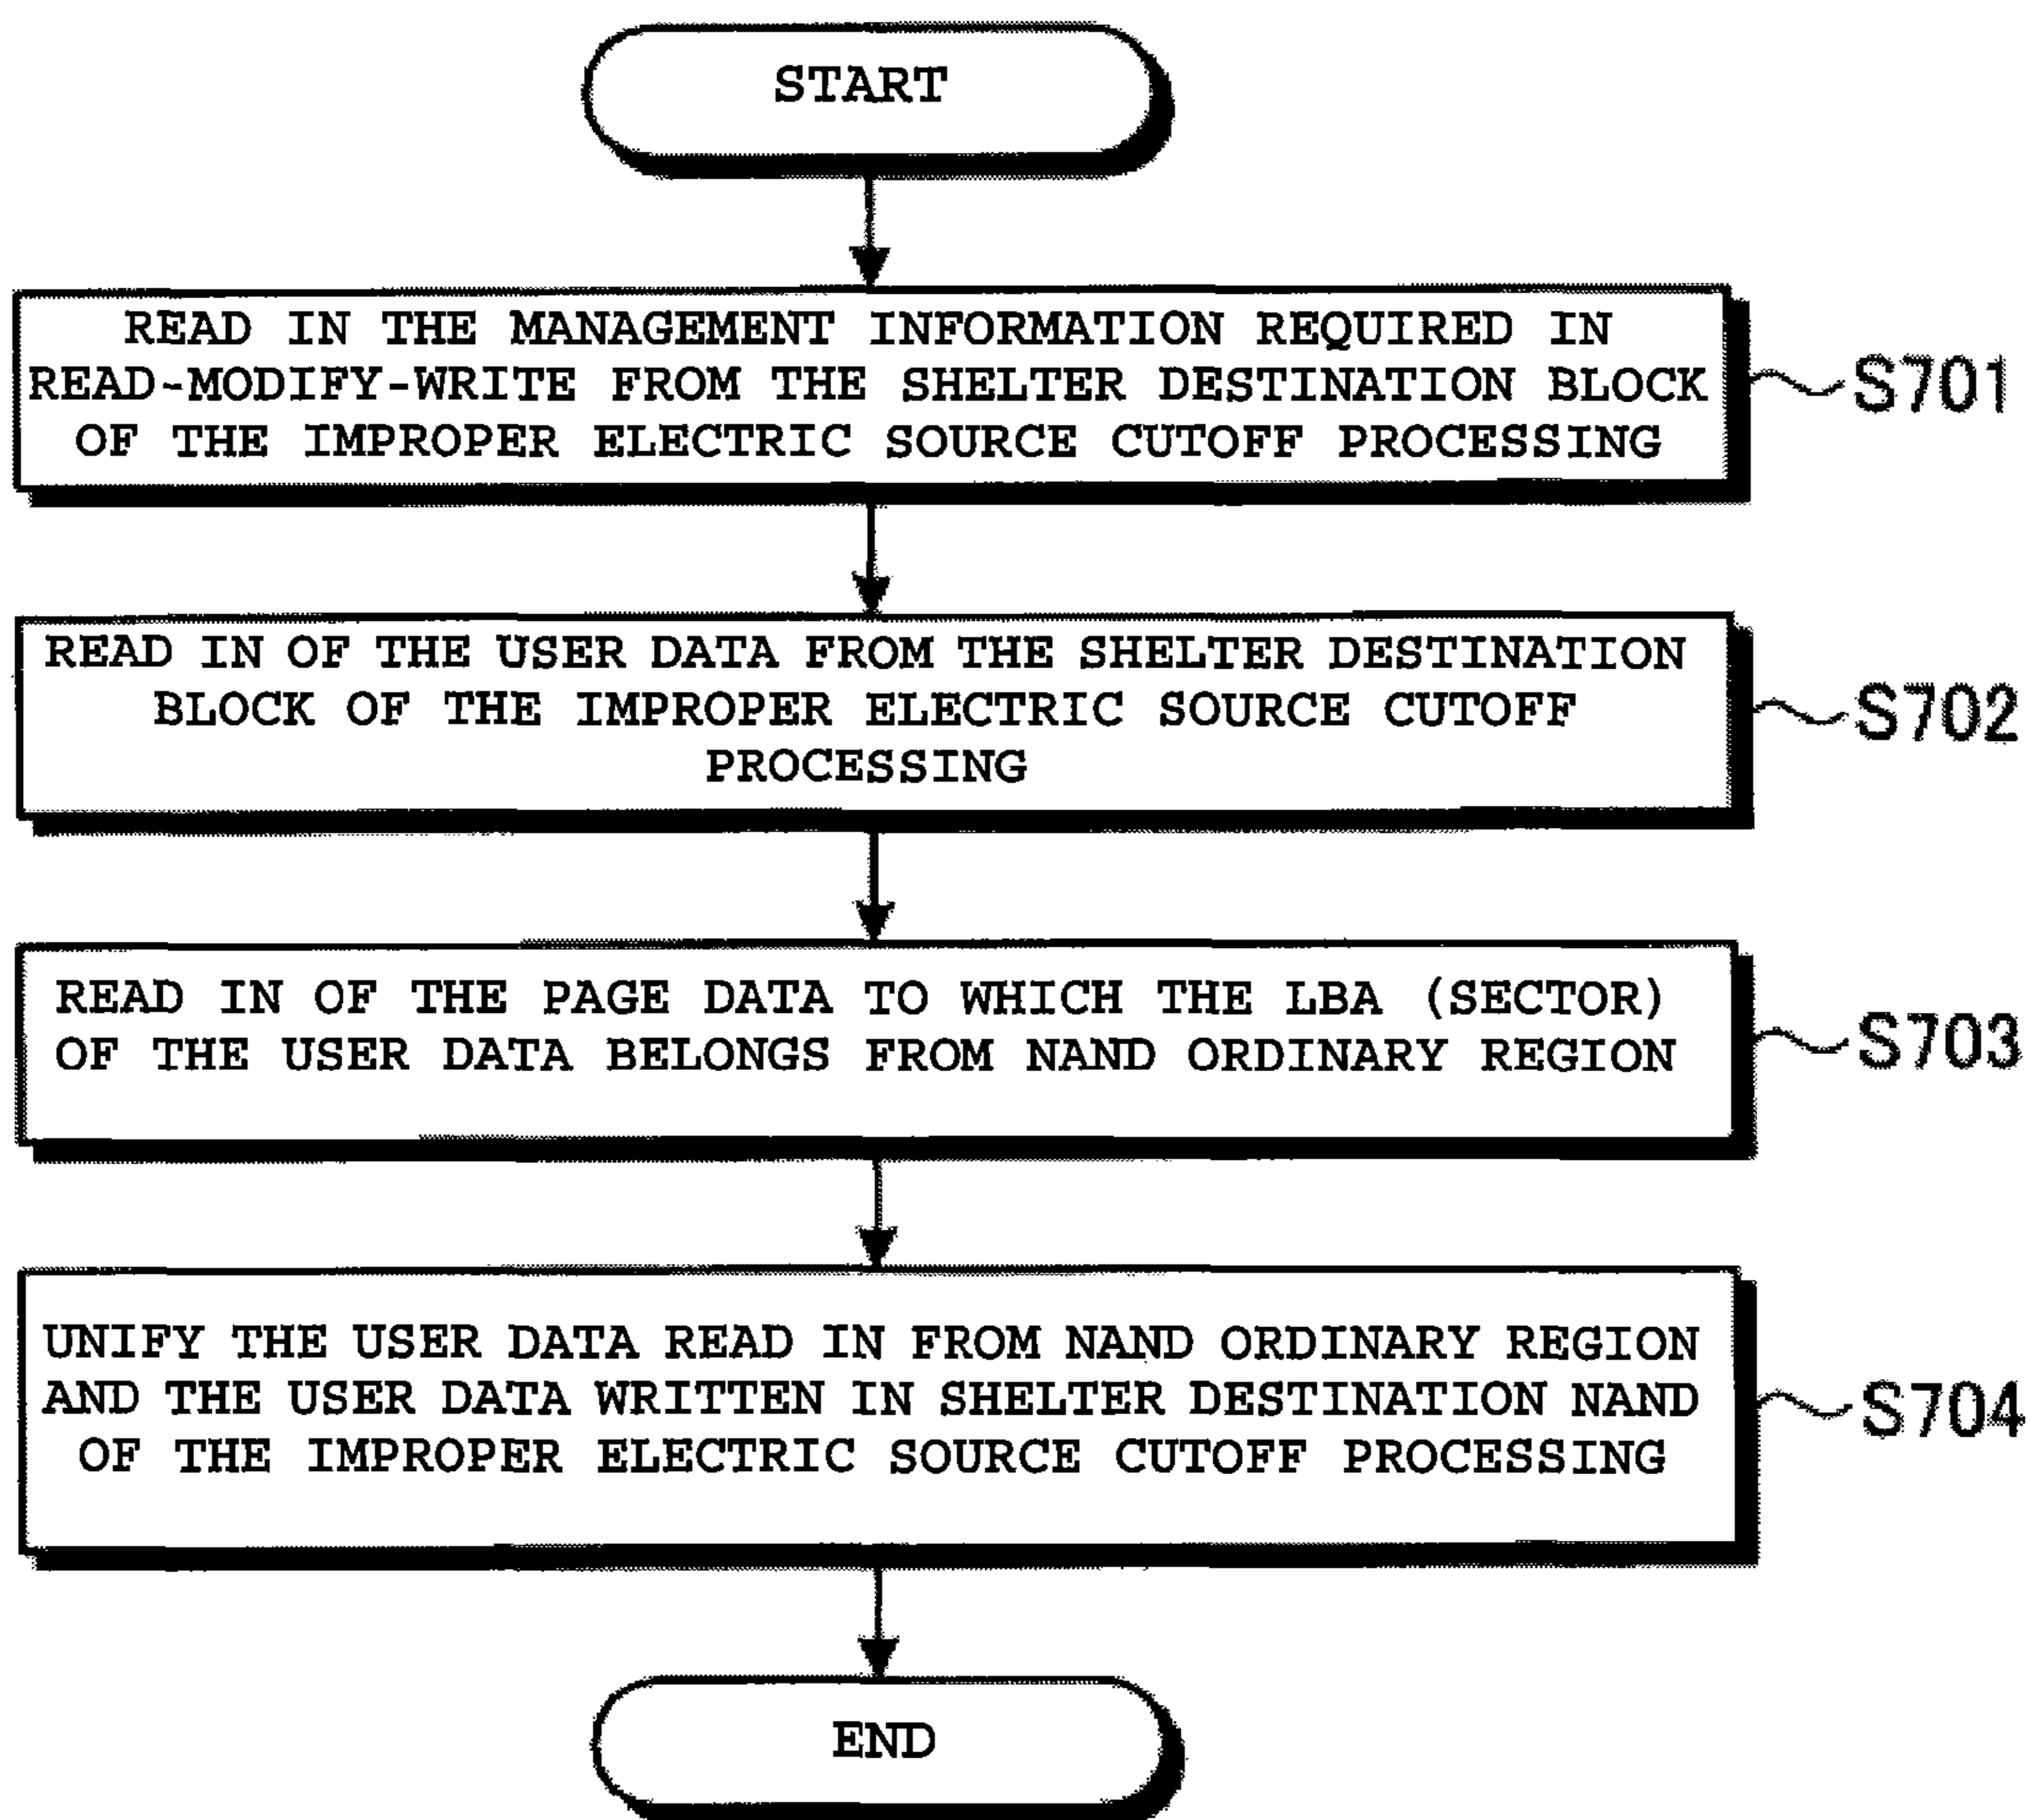 START
READ IN THE MANAGEMENT INFORMATION REQUIRED IN
READ-MODIFY-WRITE FROM THE SHELTER DESTINATION BLOCK
OF THE IMPROPER ELECTRIC SOURCE CUTOFF PROCESSING
S701
READ IN OF THE USER DATA FROM THE SHELTER DESTINATION
BLOCK OF THE IMPROPER ELECTRIC SOURCE CUTOFF
PROCESSING
S702
READ IN OF THE PAGE DATA TO WHICH THE LBA (SECTOR)
OF THE USER DATA BELONGS FROM NAND ORDINARY REGION
S703
UNIFY THE USER DATA READ IN FROM NAND ORDINARY REGION
AND THE USER DATA WRITTEN IN SHELTER DESTINATION NAND
OF THE IMPROPER ELECTRIC SOURCE CUTOFF PROCESSING
S704
END